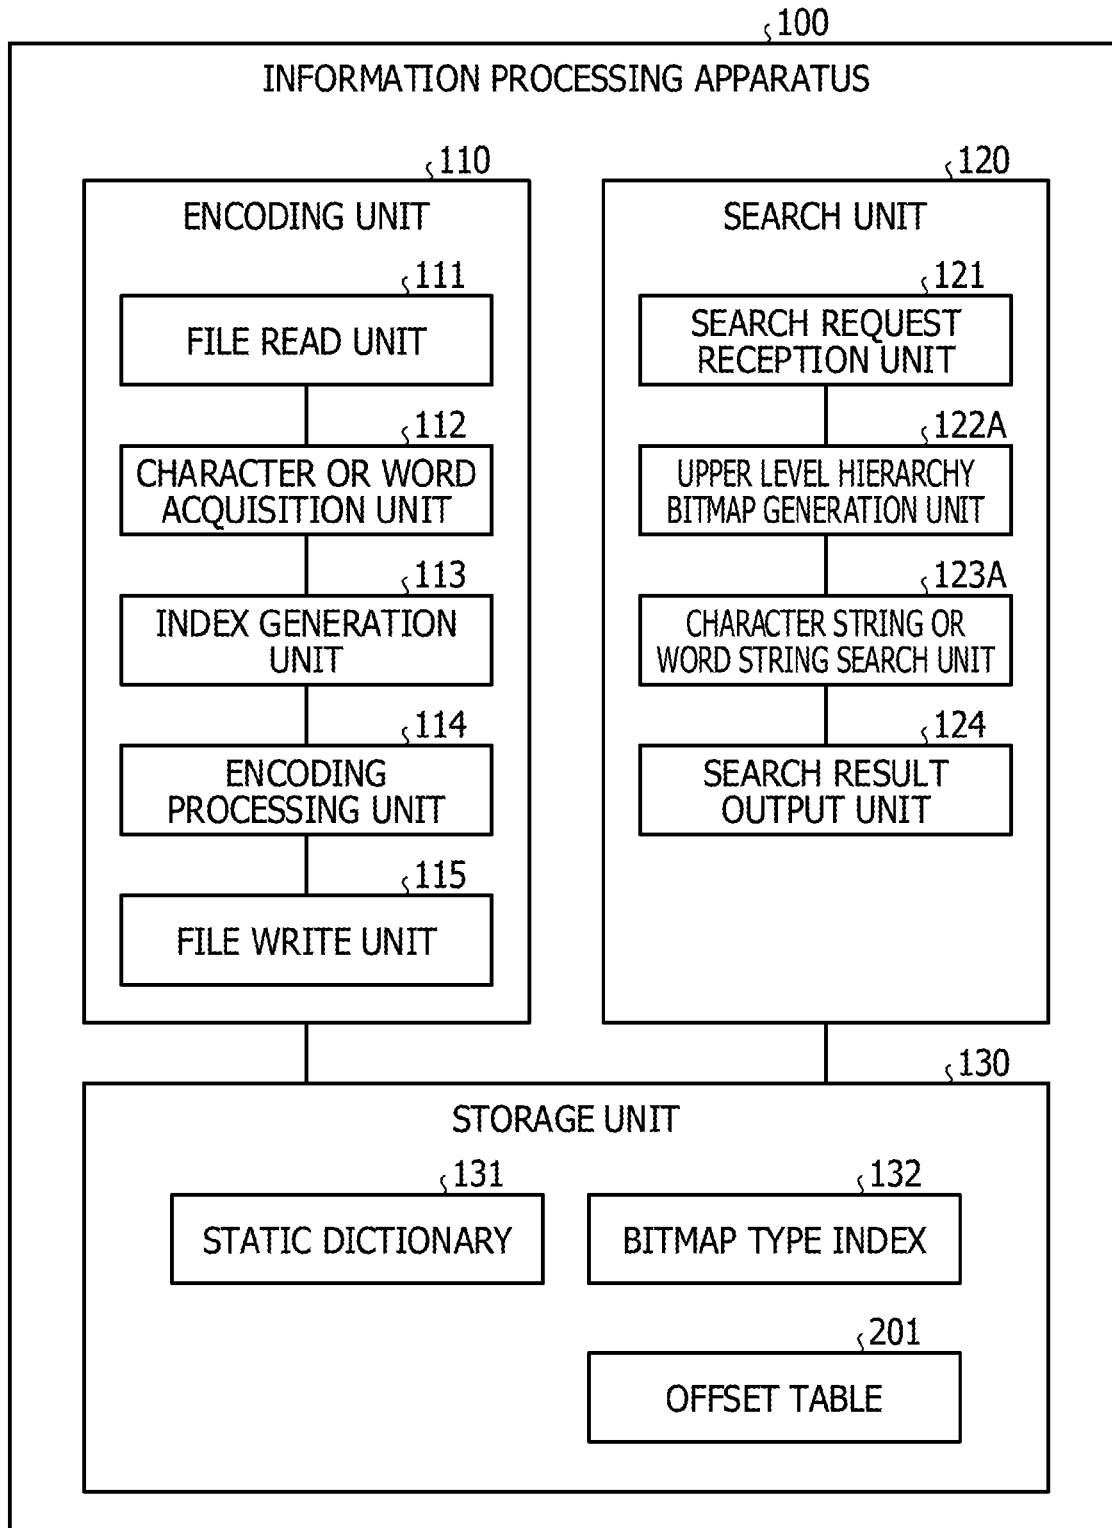 100
INFORMATION PROCESSING APPARATUS
110
ENCODING UNIT
111
FILE READ UNIT
112
CHARACTER OR WORD
ACQUISITION UNIT
113
INDEX GENERATION
UNIT
114
ENCODING
PROCESSING UNIT
115
FILE WRITE UNIT
120
SEARCH UNIT
121
SEARCH REQUEST
RECEPTION UNIT
122A
UPPER LEVEL HIERARCHY
BITMAP GENERATION UNIT
123A
CHARACTER STRING OR
WORD STRING SEARCH UNIT
124
SEARCH RESULT
OUTPUT UNIT
130
STORAGE UNIT
131
STATIC DICTIONARY
132
BITMAP TYPE INDEX
201
OFFSET TABLE